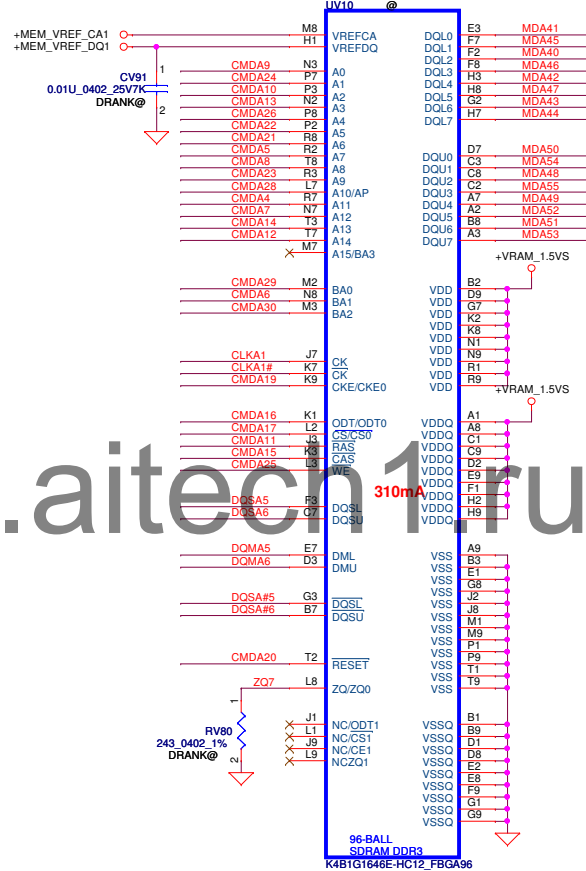 UV10 @
+MEM_VREF_CA1 M8 VREFCA DQL0 E3 MDA41
+MEM_VREF_DQ1 H1 VREFDQ DQL1 F7 MDA45
DQL2 F2 MDA40
CMDA9 N3 A0 DQL3 F8 MDA46
CMDA24 P7 A1 DQL4 H3 MDA42
CMDA10 P3 A2 DQL5 H8 MDA47
CMDA13 N2 A3 DQL6 G2 MDA43
CMDA26 P8 A4 DQL7 H7 MDA44
CMDA22 P2 A5
CMDA21 R8 A6
CMDA5 R2 A7 DQU0 D7 MDA50
CMDA8 T8 A8 DQU1 C3 MDA54
CMDA23 R3 A9 DQU2 C8 MDA48
CMDA28 L7 A10/AP DQU3 C2 MDA55
CMDA4 R7 A11 DQU4 A7 MDA49
CMDA7 N7 A12 DQU5 A2 MDA52
CMDA14 T3 A13 DQU6 B8 MDA51
CMDA12 T7 A14 DQU7 A3 MDA53
M7 A15/BA3
1
CV91
0.01U_0402_25V7K
DRANK@
2
+VRAM_1.5VS
CMDA29 M2 BA0 VDD B2
CMDA6 N8 BA1 VDD D9
CMDA30 M3 BA2 VDD G7
VDD K2
VDD K8
VDD N1
CLKA1 J7 CK VDD N9
CLKA1# K7 CK VDD R1
CMDA19 K9 CKE/CKE0 VDD R9
+VRAM_1.5VS
CMDA16 K1 ODT/ODT0 VDDQ A1
CMDA17 L2 CS/CS0 VDDQ A8
CMDA11 J3 RAS VDDQ C1
CMDA15 K3 CAS VDDQ C9
CMDA25 L3 WE VDDQ D2
VDDQ E9
310mA VDDQ F1
DQSA5 F3 DQSL VDDQ H2
DQSA6 C7 DQSU VDDQ H9
.aitech1.ru
DQMA5 E7 DML VSS A9
DQMA6 D3 DMU VSS B3
VSS E1
VSS G8
DQSA#5 G3 DQSL VSS J2
DQSA#6 B7 DQSU VSS J8
VSS M1
VSS M9
VSS P1
CMDA20 T2 RESET VSS P9
VSS T1
ZQ7 L8 ZQ/ZQ0 VSS T9
1
RV80
243_0402_1%
DRANK@
2
J1 NC/ODT1 VSSQ B1
L1 NC/CS1 VSSQ B9
J9 NC/CE1 VSSQ D1
L9 NCZQ1 VSSQ D8
VSSQ E2
VSSQ E8
VSSQ F9
VSSQ G1
VSSQ G9
96-BALL
SDRAM DDR3
K4B1G1646E-HC12_FBGA96